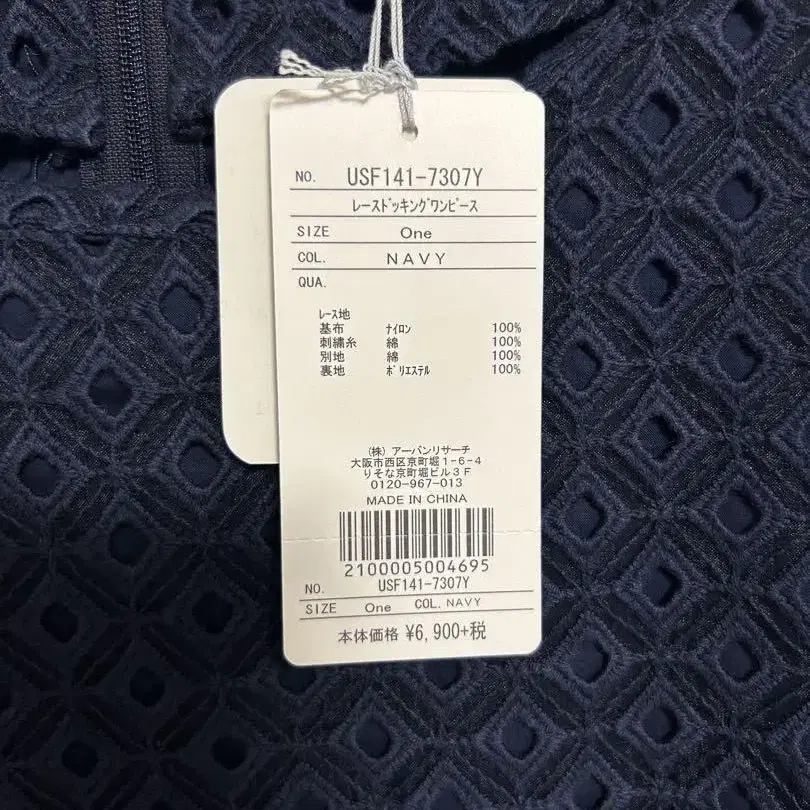 NO. USF141-7307Y
ﾚｰｽﾄﾞｯｷﾝｸﾞﾜﾝﾋﾟｰｽ
SIZE One
COL. NAVY
QUA.
ﾚｰｽ地
基布 ﾅｲﾛﾝ 100%
刺繍糸 綿 100%
別地 綿 100%
裏地 ﾎﾟﾘｴｽﾃﾙ 100%
(株) アーバンリサーチ
大阪市西区京町堀1-6-4
りそな京町堀ビル3F
0120-967-013
MADE IN CHINA
2100005004695
NO. USF141-7307Y
SIZE One COL. NAVY
本体価格 ¥6,900+税